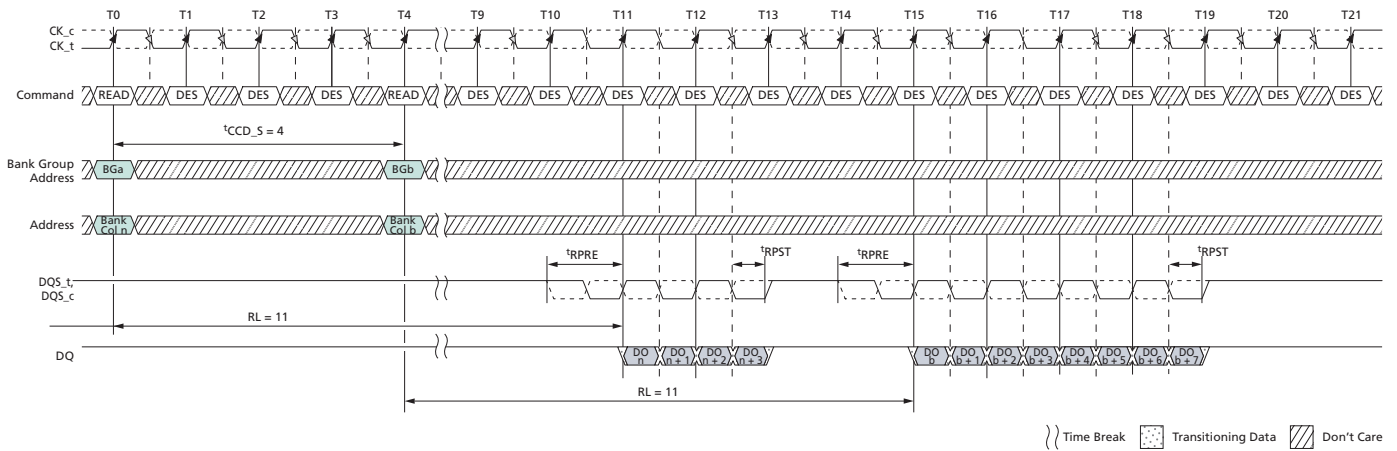 T0 T1 T2 T3 T4 T9 T10 T11 T12 T13 T14 T15 T16 T17 T18 T19 T20 T21
CK_c
CK_t
Command READ DES DES DES READ DES DES DES DES DES DES DES DES DES DES DES DES DES
tCCD_S = 4
Bank Group
Address
BGa BGb
Address
Bank
Col n
Bank
Col b
tRPRE tRPST tRPRE tRPST
DQS_t,
DQS_c
RL = 11
DQ
DO
n
DO
n + 1
DO
n + 2
DO
n + 3
DO
b
DO
b + 1
DO
b + 2
DO
b + 3
DO
b + 4
DO
b + 5
DO
b + 6
DO
b + 7
RL = 11
Time Break Transitioning Data Don't Care